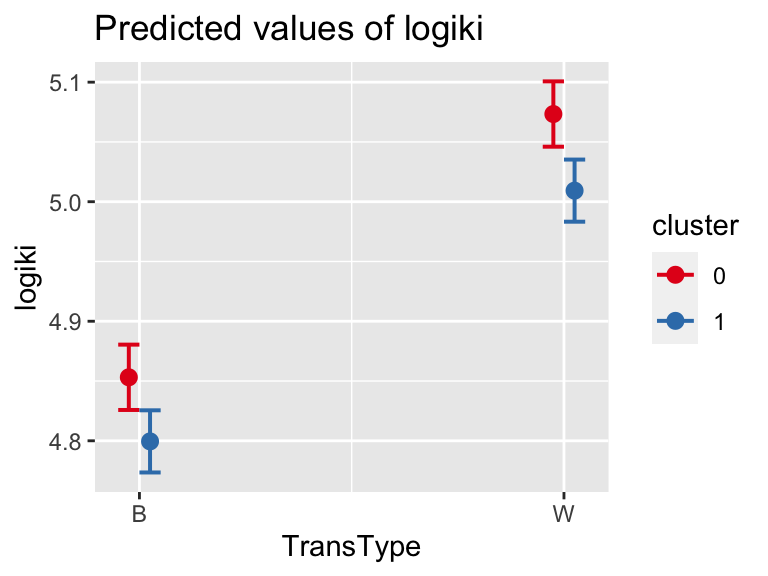 Predicted values of logiki
5.1
5.0
4.9
4.8
logiki
B
W
TransType
cluster
0
1